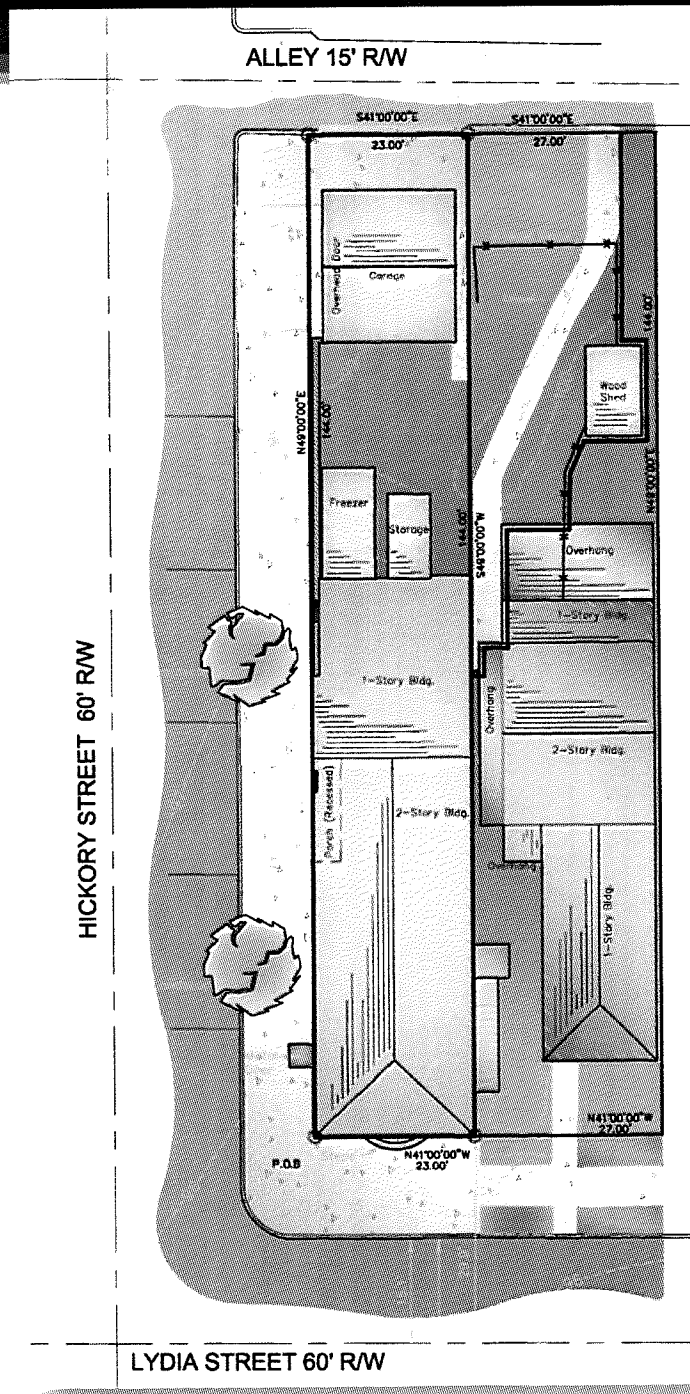 ALLEY 15' R/W
S41°00'00"E
23.00'
S41°00'00"E
27.00'
Overhead Door
Garage
N49°00'00"E
144.00'
144.00'
Wood
Shed
N49°00'00"E
Freezer
Storage
144.00'
S49°00'00"W
Overhang
1-Story Bldg.
1-Story Bldg.
Overhang
2-Story Bldg.
HICKORY STREET 60' R/W
Porch (Recessed)
2-Story Bldg.
Overhang
1-Story Bldg.
N41°00'00"W
27.00'
P.O.B
N41°00'00"W
23.00'
LYDIA STREET 60' R/W